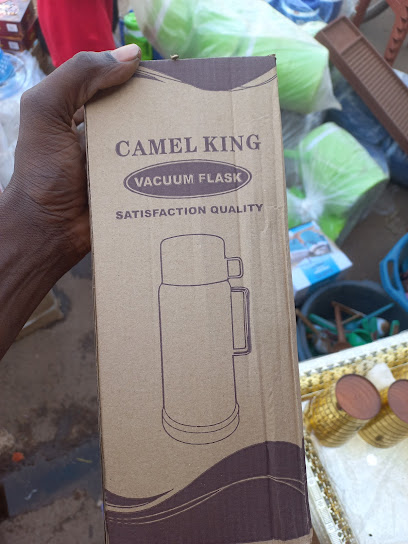 CAMEL KING
VACUUM FLASK
SATISFACTION QUALITY